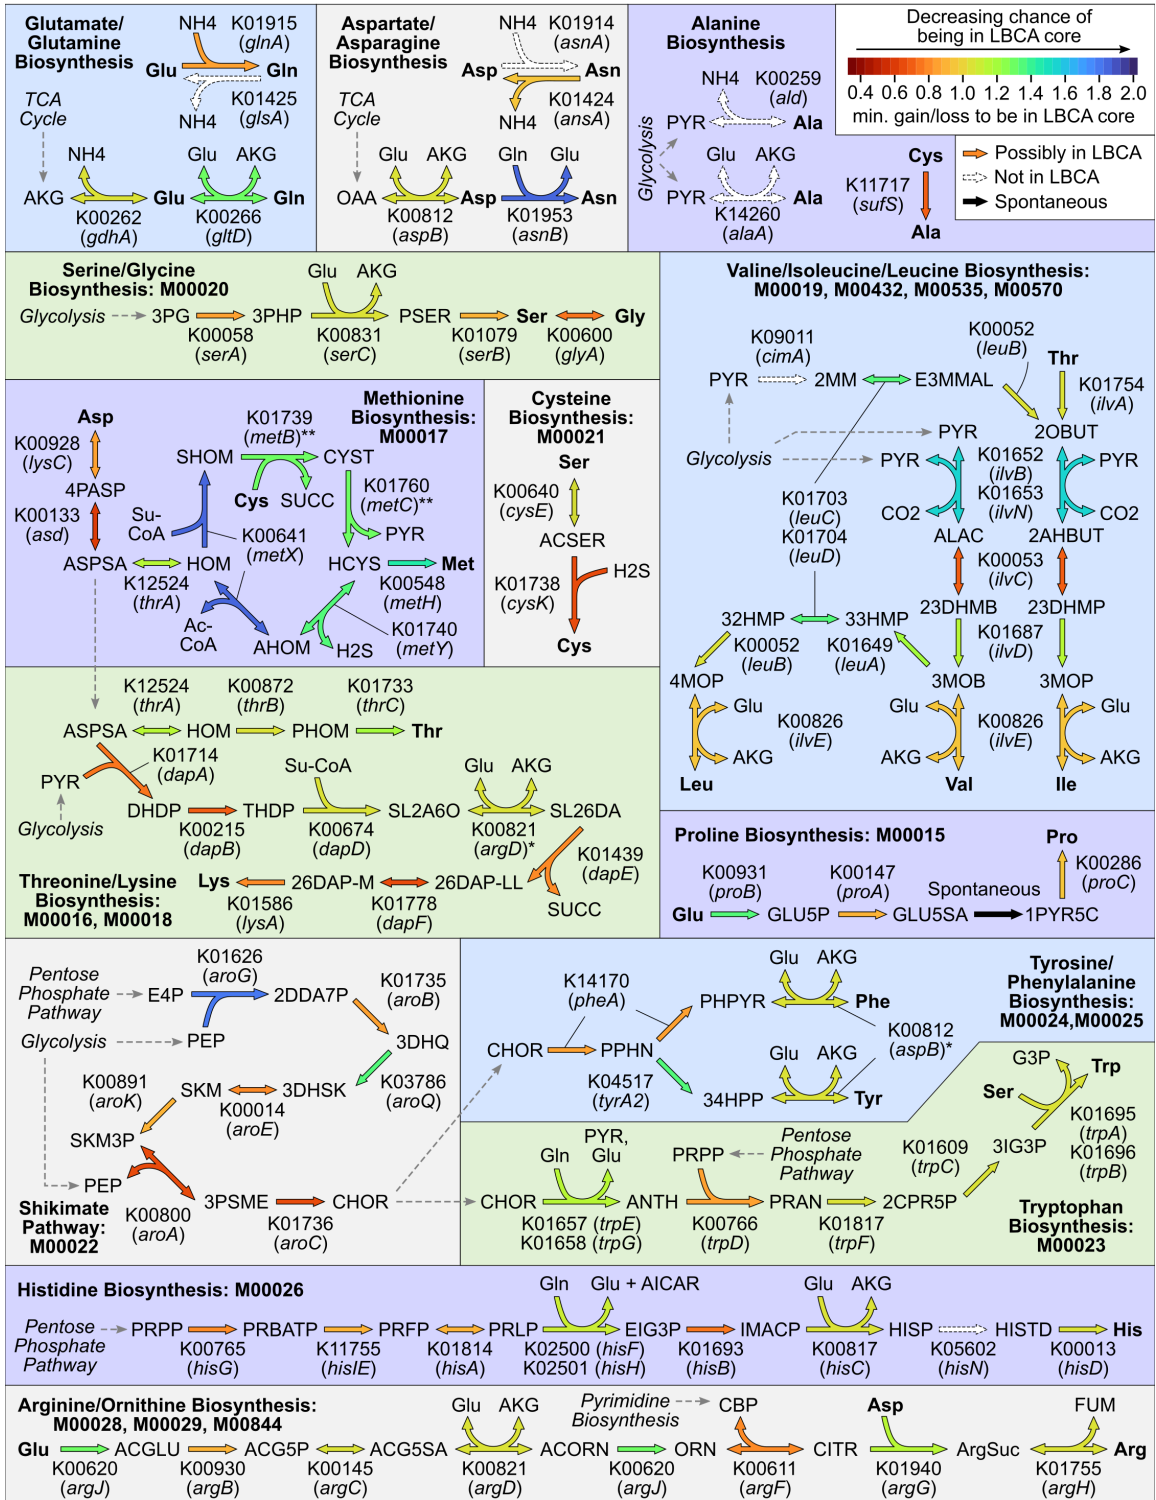 Glutamate/
Glutamine
Biosynthesis
NH4
K01915
(glnA)
Glu
Gln
K01425
(glsA)
NH4
TCA
Cycle
NH4
Glu
AKG
AKG
Glu
Gln
K00262
(gdhA)
K00266
(gltD)
Aspartate/
Asparagine
Biosynthesis
NH4
K01914
(asnA)
Asp
Asn
K01424
(ansA)
NH4
TCA
Cycle
Glu
AKG
Gln
Glu
OAA
Asp
Asn
K00812
(aspB)
K01953
(asnB)
Alanine
Biosynthesis
NH4
K00259
(ald)
PYR
Ala
Glycolysis
Glu
AKG
PYR
Ala
K14260
(alaA)
Cys
K11717
(sufS)
Ala
Decreasing chance of
being in LBCA core
0.4 0.6 0.8 1.0 1.2 1.4 1.6 1.8 2.0
min. gain/loss to be in LBCA core
Possibly in LBCA
Not in LBCA
Spontaneous
Serine/Glycine
Biosynthesis: M00020
Glu
AKG
Glycolysis
3PG
3PHP
PSER
Ser
Gly
K00058
(serA)
K00831
(serC)
K01079
(serB)
K00600
(glyA)
Valine/Isoleucine/Leucine Biosynthesis:
M00019, M00432, M00535, M00570
K09011
(cimA)
K00052
(leuB)
Thr
PYR
2MM
E3MMAL
K01754
(ilvA)
PYR
2OBUT
Glycolysis
PYR
K01652
(ilvB)
K01653
(ilvN)
PYR
K01703
(leuC)
K01704
(leuD)
CO2
CO2
ALAC
2AHBUT
K00053
(ilvC)
32HMP
33HMP
23DHMB
23DHMP
K00052
(leuB)
K01649
(leuA)
K01687
(ilvD)
4MOP
3MOB
3MOP
Glu
Glu
Glu
K00826
(ilvE)
K00826
(ilvE)
AKG
AKG
AKG
Leu
Val
Ile
Methionine
Biosynthesis:
M00017
Asp
K01739
(metB)**
K00928
(lysC)
SHOM
CYST
4PASP
Cys
SUCC
K01760
(metC)**
K00133
(asd)
Su-
CoA
K00641
(metX)
PYR
ASPSA
HOM
HCYS
Met
K12524
(thrA)
K00548
(metH)
Ac-
CoA
AHOM
H2S
K01740
(metY)
Cysteine
Biosynthesis:
M00021
Ser
K00640
(cysE)
ACSER
K01738
(cysK)
H2S
Cys
K12524
(thrA)
K00872
(thrB)
K01733
(thrC)
ASPSA
HOM
PHOM
Thr
K01714
(dapA)
PYR
Su-CoA
Glu
AKG
DHDP
THDP
SL2A6O
SL26DA
Glycolysis
K00215
(dapB)
K00674
(dapD)
K00821
(argD)*
K01439
(dapE)
Threonine/Lysine
Biosynthesis:
M00016, M00018
Lys
26DAP-M
26DAP-LL
K01586
(lysA)
K01778
(dapF)
SUCC
Proline Biosynthesis: M00015
Pro
K00931
(proB)
K00147
(proA)
K00286
(proC)
Spontaneous
Glu
GLU5P
GLU5SA
1PYR5C
Pentose
Phosphate
Pathway
K01626
(aroG)
K01735
(aroB)
E4P
2DDA7P
Glycolysis
PEP
3DHQ
K00891
(aroK)
SKM
3DHSK
K03786
(aroQ)
K00014
(aroE)
SKM3P
PEP
3PSME
CHOR
Shikimate
Pathway:
M00022
K00800
(aroA)
K01736
(aroC)
Tyrosine/
Phenylalanine
Biosynthesis:
M00024,M00025
Glu
AKG
K14170
(pheA)
PHPYR
Phe
CHOR
PPHN
K00812
(aspB)*
Glu
AKG
K04517
(tyrA2)
34HPP
Tyr
G3P
Trp
Ser
K01695
(trpA)
K01696
(trpB)
PYR,
Glu
Gln
PRPP
Pentose
Phosphate
Pathway
K01609
(trpC)
3IG3P
CHOR
ANTH
PRAN
2CPR5P
K01657 (trpE)
K01658 (trpG)
K00766
(trpD)
K01817
(trpF)
Tryptophan
Biosynthesis:
M00023
Histidine Biosynthesis: M00026
Gln
Glu + AICAR
Glu
AKG
Pentose
Phosphate
Pathway
PRPP
PRBATP
PRFP
PRLP
EIG3P
IMACP
HISP
HISTD
His
K00765
(hisG)
K11755
(hisIE)
K01814
(hisA)
K02500 (hisF)
K02501 (hisH)
K01693
(hisB)
K00817
(hisC)
K05602
(hisN)
K00013
(hisD)
Arginine/Ornithine Biosynthesis:
M00028, M00029, M00844
Glu
AKG
Pyrimidine
Biosynthesis
CBP
Asp
FUM
Glu
ACGLU
ACG5P
ACG5SA
ACORN
ORN
CITR
ArgSuc
Arg
K00620
(argJ)
K00930
(argB)
K00145
(argC)
K00821
(argD)
K00620
(argJ)
K00611
(argF)
K01940
(argG)
K01755
(argH)